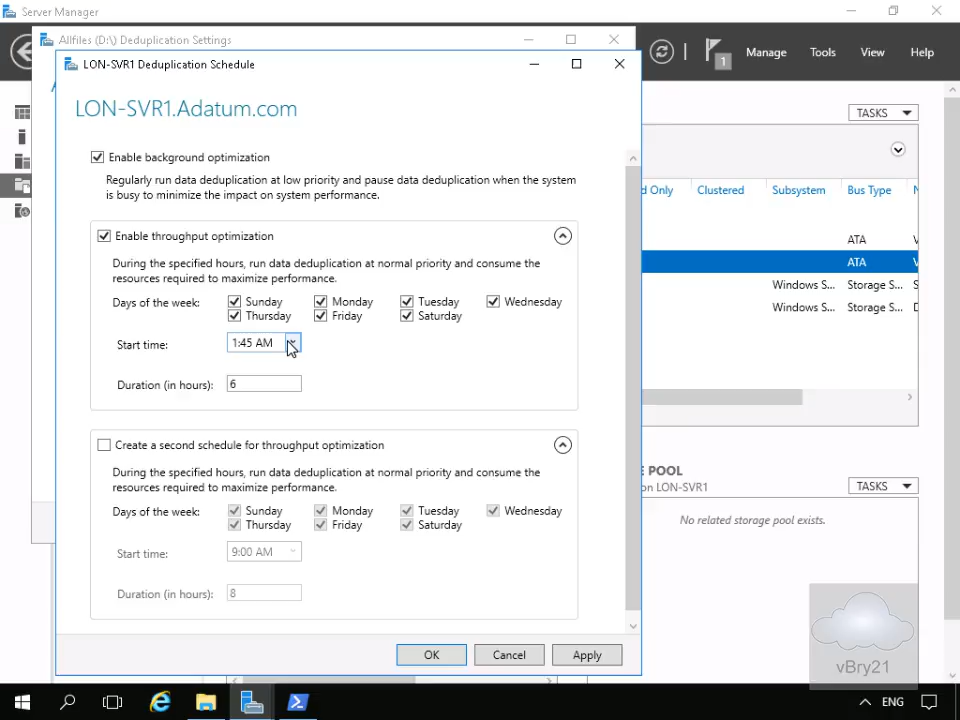 Server Manager
Allfiles (D:\) Deduplication Settings
1
Manage
Tools
View
Help
LON-SVR1 Deduplication Schedule
LON-SVR1.Adatum.com
TASKS
Enable background optimization
Regularly run data deduplication at low priority and pause data deduplication when the system
is busy to minimize the impact on system performance.
d Only
Clustered
Subsystem
Bus Type
Enable throughput optimization
During the specified hours, run data deduplication at normal priority and consume the
resources required to maximize performance.
Days of the week:
Sunday
Monday
Tuesday
Wednesday
Thursday
Friday
Saturday
Start time:
1:45 AM
Duration (in hours):
6
ATA
ATA
Windows S...
Storage S...
Windows S...
Storage S...
Create a second schedule for throughput optimization
During the specified hours, run data deduplication at normal priority and consume the
resources required to maximize performance.
Days of the week:
Sunday
Monday
Tuesday
Wednesday
Thursday
Friday
Saturday
Start time:
9:00 AM
Duration (in hours):
8
E POOL
on LON-SVR1
TASKS
No related storage pool exists.
OK
Cancel
Apply
vBry21
ENG